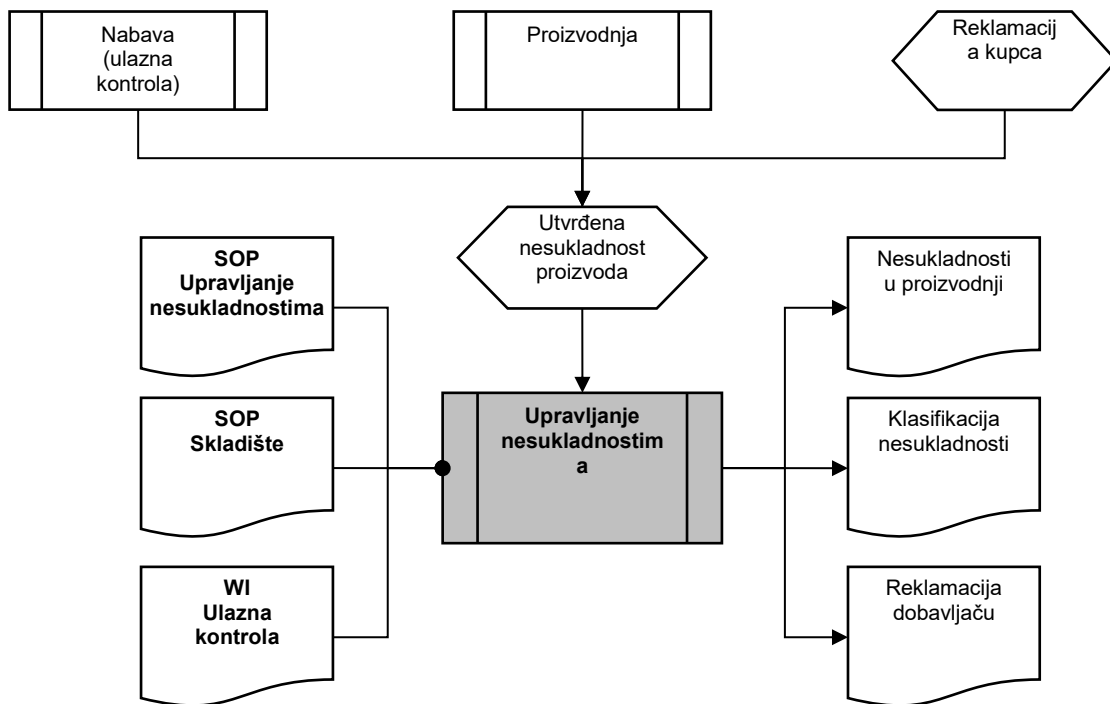 Nabava
(ulazna
kontrola)
Proizvodnja
Reklamacij
a kupca
Utvrđena
nesukladnost
proizvoda
SOP
Upravljanje
nesukladnostima
Nesukladnosti
u proizvodnji
SOP
Skladište
Upravljanje
nesukladnostim
a
Klasifikacija
nesukladnosti
WI
Ulazna
kontrola
Reklamacija
dobavljaču